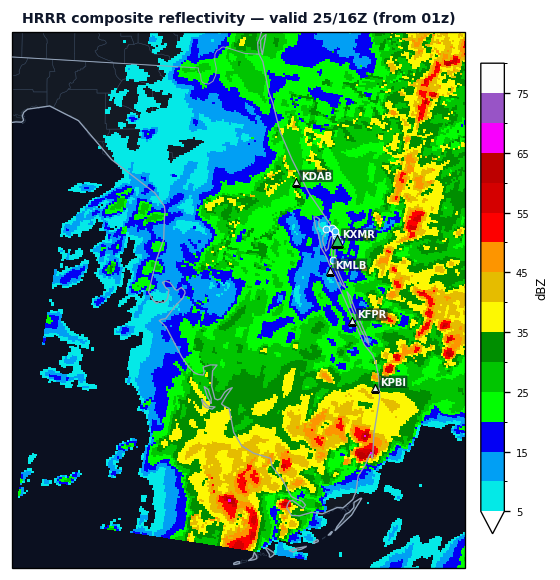 HRRR composite reflectivity — valid 25/16Z (from 01z)
KDAB
KXMR
KMLB
KFPR
KPBI
75
65
55
45
35
25
15
5
dBZ